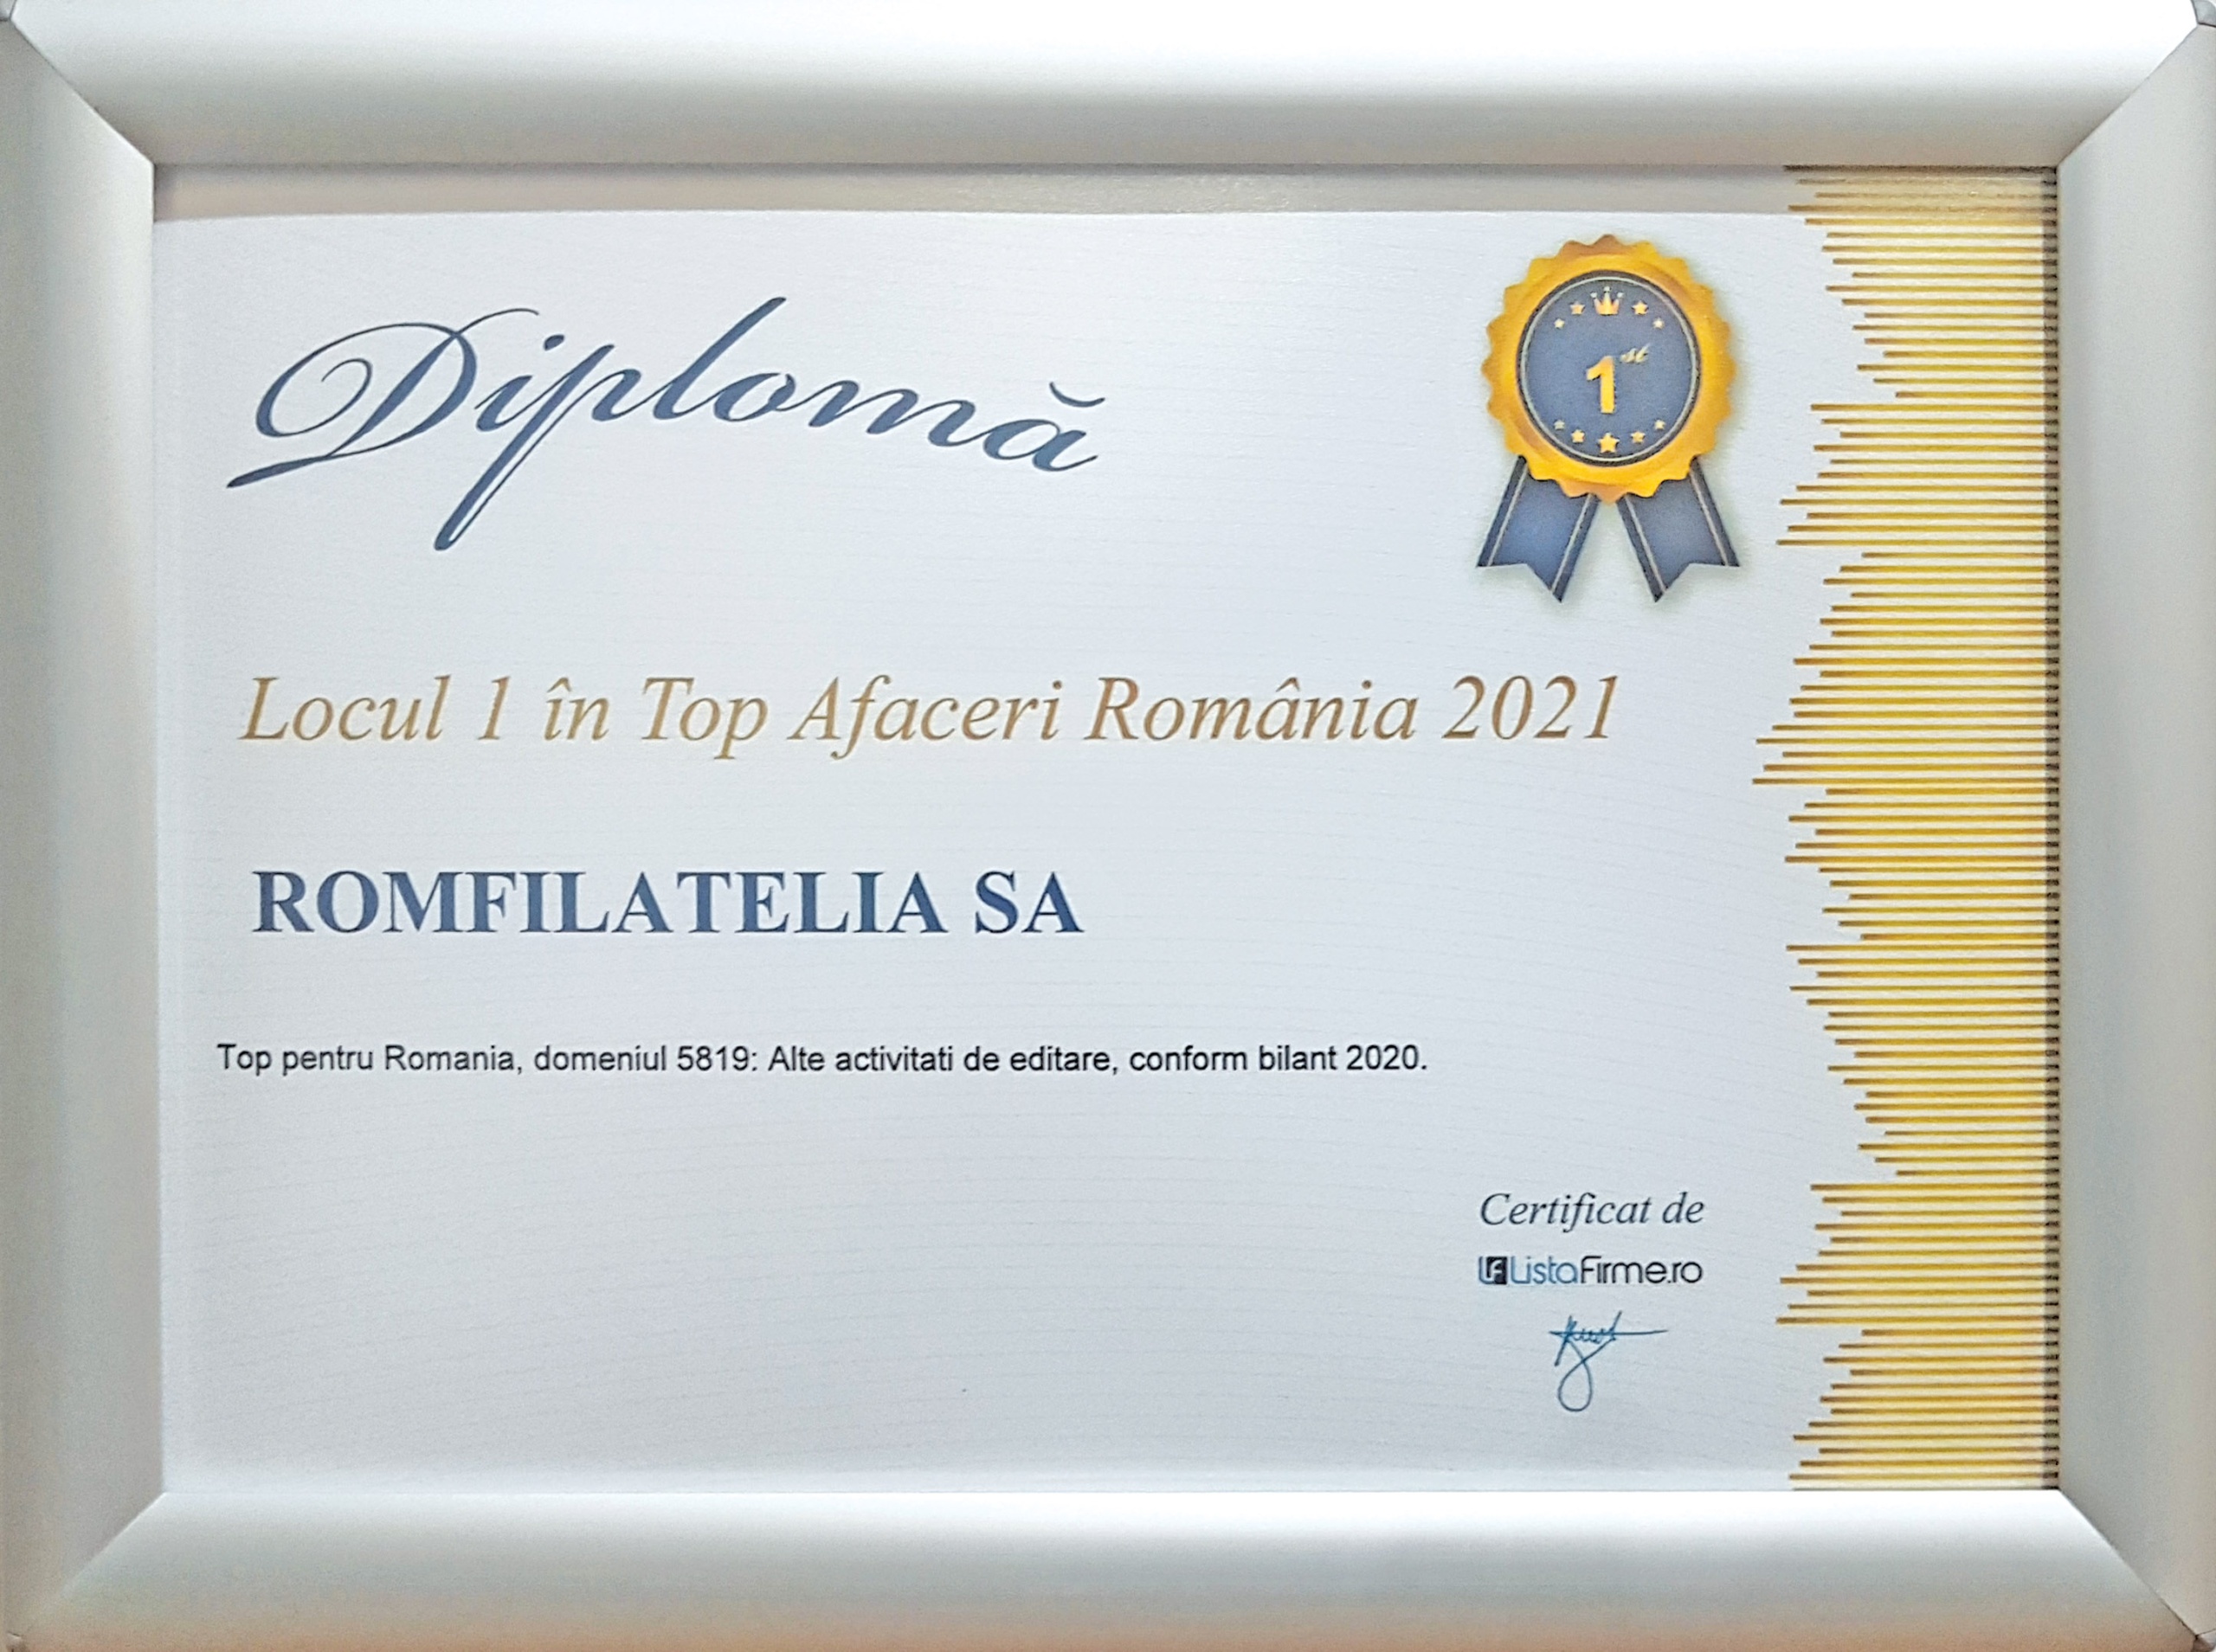 Diplomă
1st
Locul 1 în Top Afaceri România 2021
ROMFILATELIA SA
Top pentru Romania, domeniul 5819: Alte activitati de editare, conform bilant 2020.
Certificat de
LF ListaFirme.ro